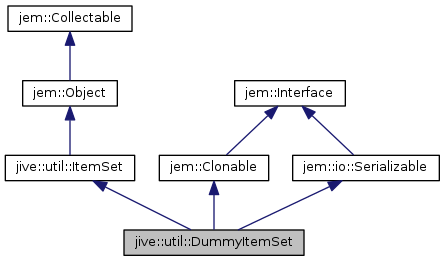 jem::Collectable
jem::Object
jem::Interface
jive::util::ItemSet
jem::Clonable
jem::io::Serializable
jive::util::DummyItemSet